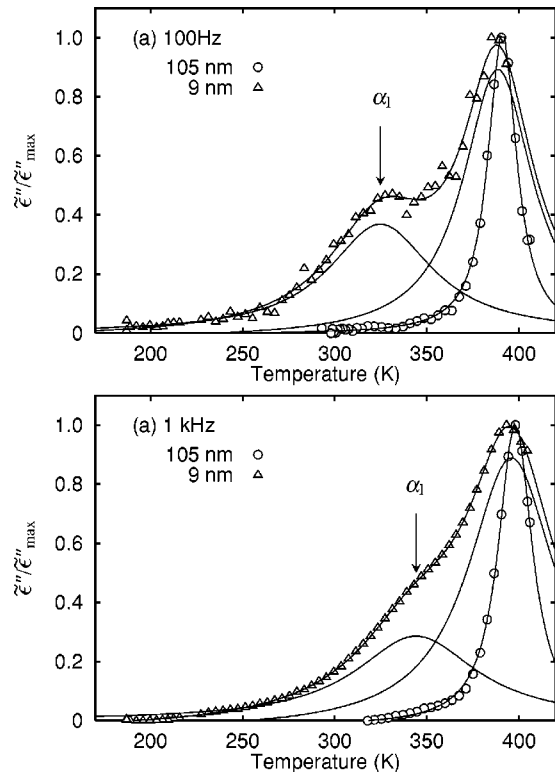 (a) 100Hz
105 nm
9 nm
α₁
ε̃''/ε̃''max
1.0
0.8
0.6
0.4
0.2
0
200 250 300 350 400
Temperature (K)
(a) 1 kHz
105 nm
9 nm
α₁
ε̃''/ε̃''max
1.0
0.8
0.6
0.4
0.2
0
200 250 300 350 400
Temperature (K)